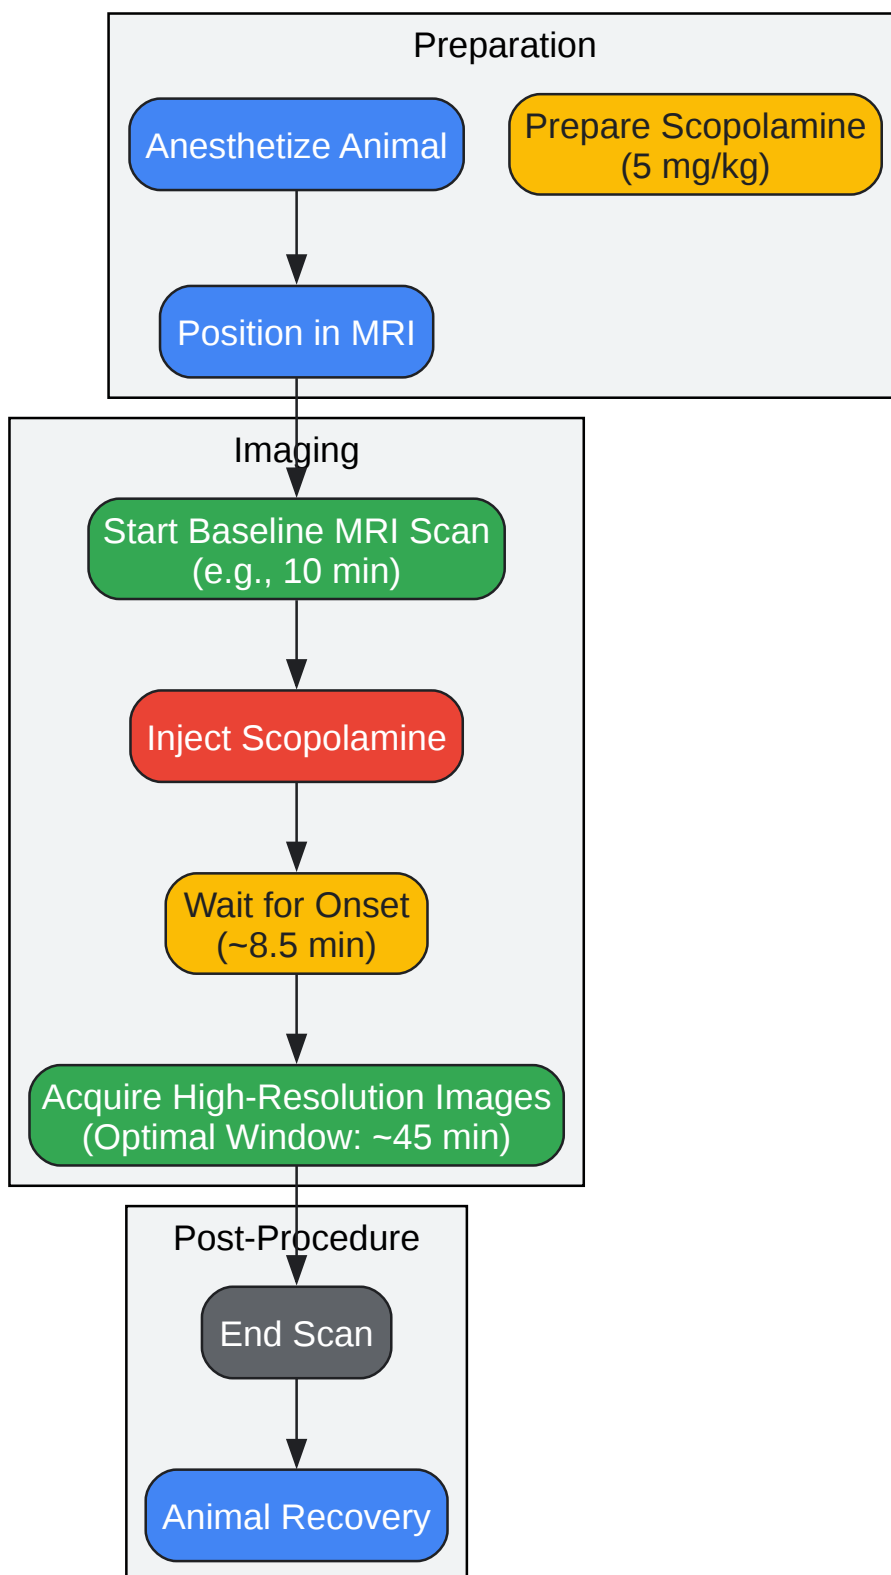 Preparation
Anesthetize Animal
Prepare Scopolamine
(5 mg/kg)
Position in MRI
Imaging
Start Baseline MRI Scan
(e.g., 10 min)
Inject Scopolamine
Wait for Onset
(~8.5 min)
Acquire High-Resolution Images
(Optimal Window: ~45 min)
Post-Procedure
End Scan
Animal Recovery